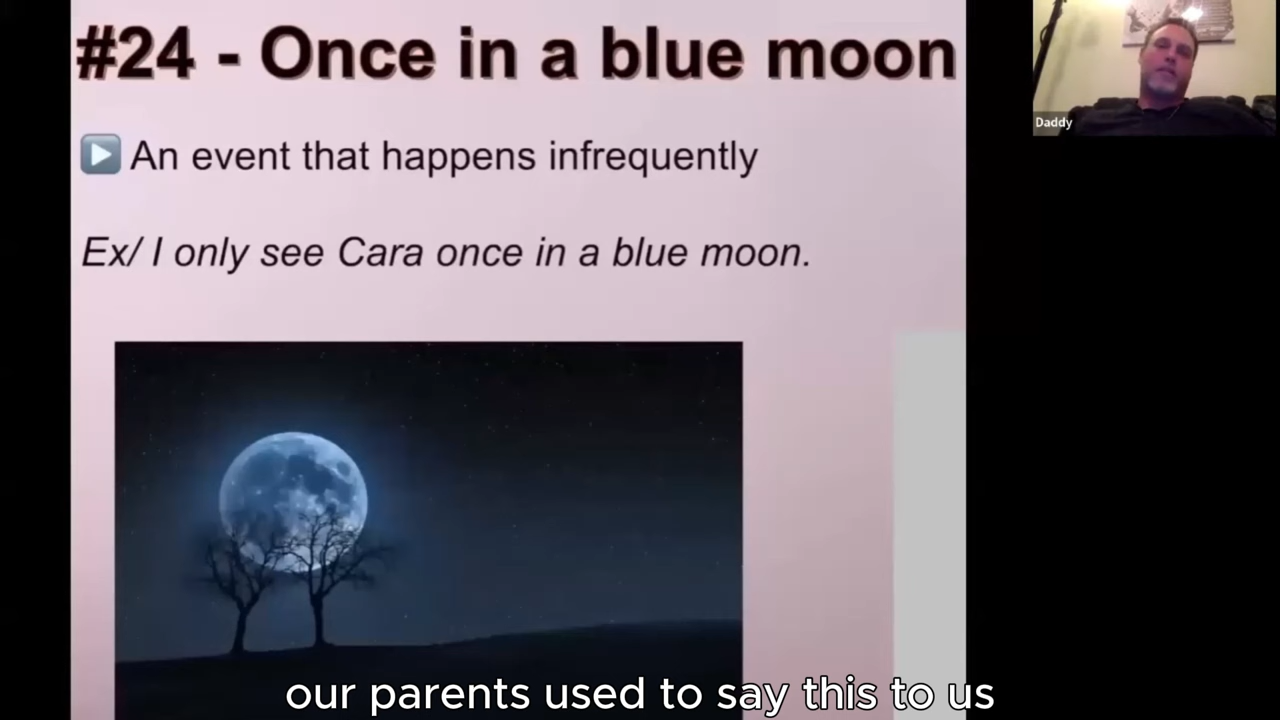 #24 - Once in a blue moon
An event that happens infrequently
Ex/ I only see Cara once in a blue moon.
Daddy
our parents used to say this to us